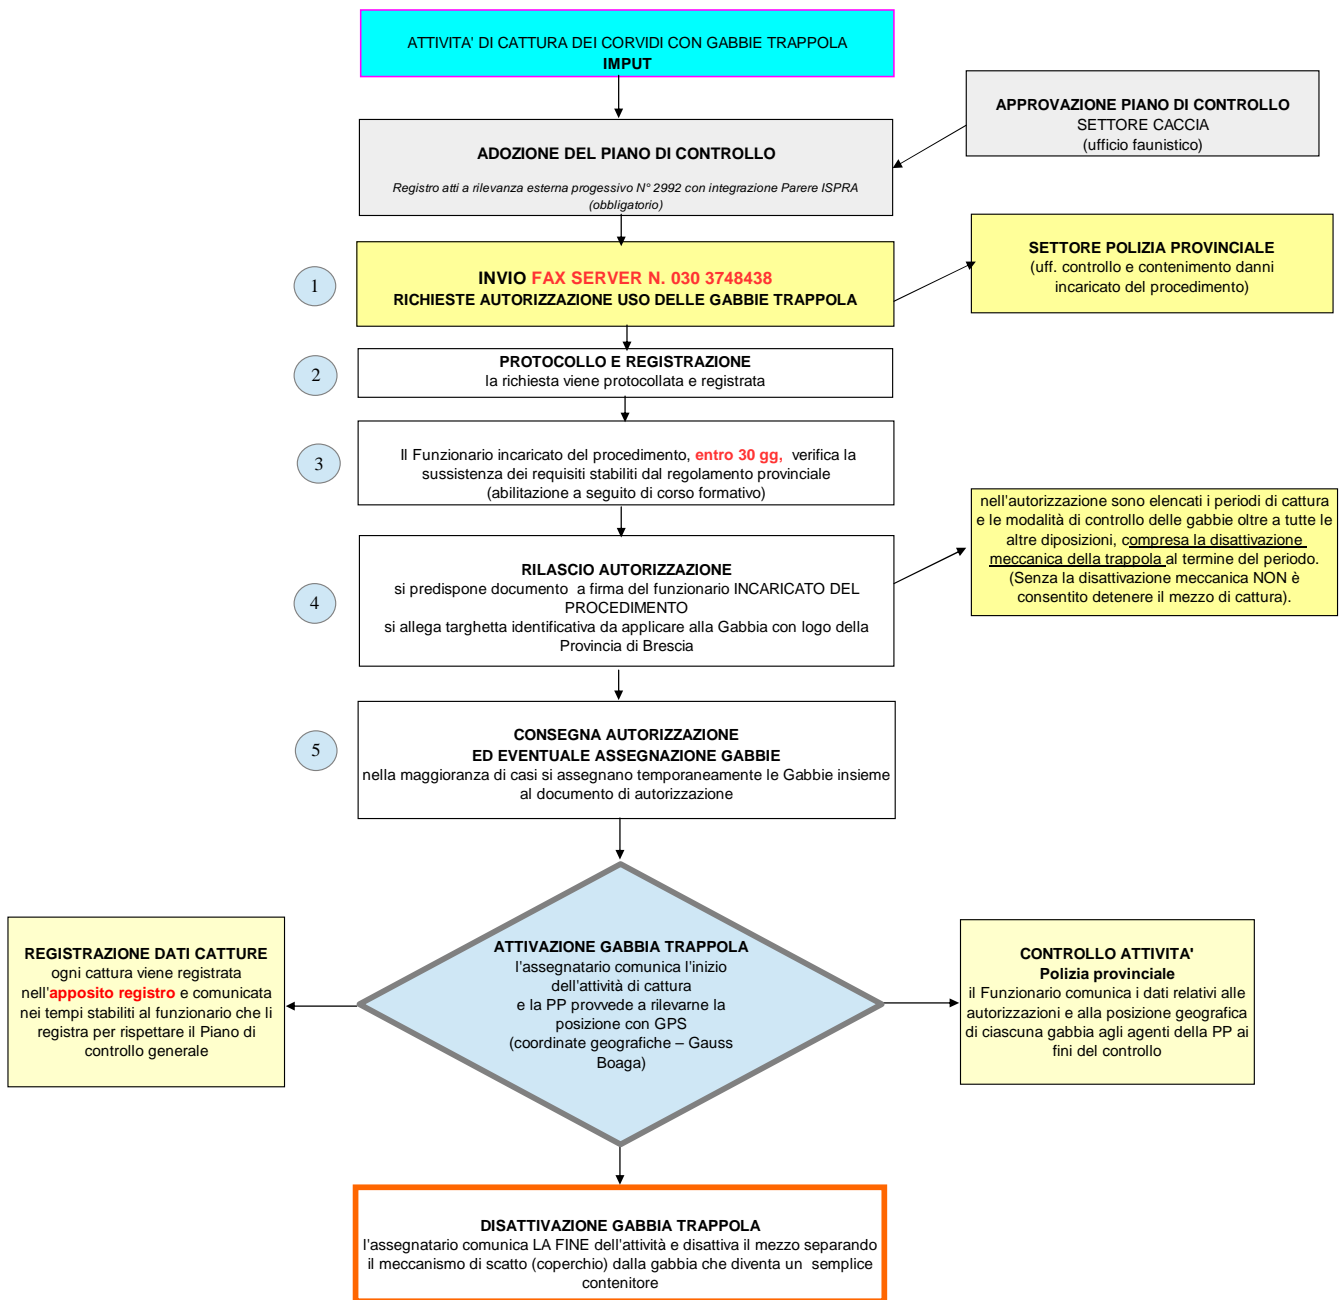 ATTIVITA' DI CATTURA DEI CORVIDI CON GABBIE TRAPPOLA
IMPUT
APPROVAZIONE PIANO DI CONTROLLO
SETTORE CACCIA
(ufficio faunistico)
ADOZIONE DEL PIANO DI CONTROLLO
Registro atti a rilevanza esterna progressivo N° 2992 con integrazione Parere ISPRA
(obbligatorio)
SETTORE POLIZIA PROVINCIALE
(uff. controllo e contenimento danni
incaricato del procedimento)
1
INVIO FAX SERVER N. 030 3748438
RICHIESTE AUTORIZZAZIONE USO DELLE GABBIE TRAPPOLA
2
PROTOCOLLO E REGISTRAZIONE
la richiesta viene protocollata e registrata
3
Il Funzionario incaricato del procedimento, entro 30 gg, verifica la
sussistenza dei requisiti stabiliti dal regolamento provinciale
(abilitazione a seguito di corso formativo)
nell'autorizzazione sono elencati i periodi di cattura
e le modalità di controllo delle gabbie oltre a tutte le
altre diposizioni, compresa la disattivazione
meccanica della trappola al termine del periodo.
(Senza la disattivazione meccanica NON è
consentito detenere il mezzo di cattura).
4
RILASCIO AUTORIZZAZIONE
si predispone documento a firma del funzionario INCARICATO DEL
PROCEDIMENTO
si allega targhetta identificativa da applicare alla Gabbia con logo della
Provincia di Brescia
5
CONSEGNA AUTORIZZAZIONE
ED EVENTUALE ASSEGNAZIONE GABBIE
nella maggioranza di casi si assegnano temporaneamente le Gabbie insieme
al documento di autorizzazione
REGISTRAZIONE DATI CATTURE
ogni cattura viene registrata
nell'apposito registro e comunicata
nei tempi stabiliti al funzionario che li
registra per rispettare il Piano di
controllo generale
ATTIVAZIONE GABBIA TRAPPOLA
l'assegnatario comunica l'inizio
dell'attività di cattura
e la PP provvede a rilevarne la
posizione con GPS
(coordinate geografiche – Gauss
Boaga)
CONTROLLO ATTIVITA'
Polizia provinciale
il Funzionario comunica i dati relativi alle
autorizzazioni e alla posizione geografica
di ciascuna gabbia agli agenti della PP ai
fini del controllo
DISATTIVAZIONE GABBIA TRAPPOLA
l'assegnatario comunica LA FINE dell'attività e disattiva il mezzo separando
il meccanismo di scatto (coperchio) dalla gabbia che diventa un semplice
contenitore